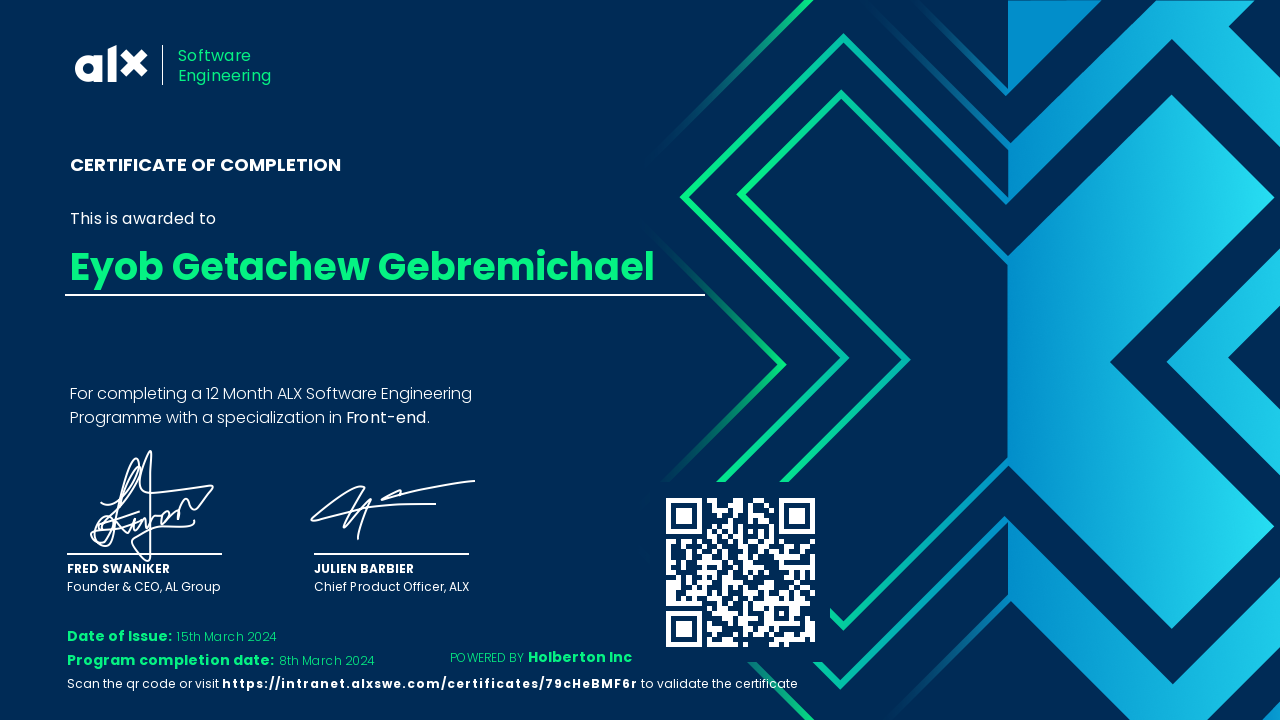 alx
Software
Engineering
CERTIFICATE OF COMPLETION
This is awarded to
Eyob Getachew Gebremichael
For completing a 12 Month ALX Software Engineering
Programme with a specialization in Front-end.
FRED SWANIKER
Founder & CEO, AL Group
JULIEN BARBIER
Chief Product Officer, ALX
Date of Issue: 15th March 2024
Program completion date: 8th March 2024
POWERED BY Holberton Inc
Scan the qr code or visit https://intranet.alxswe.com/certificates/79cHeBMF6r to validate the certificate